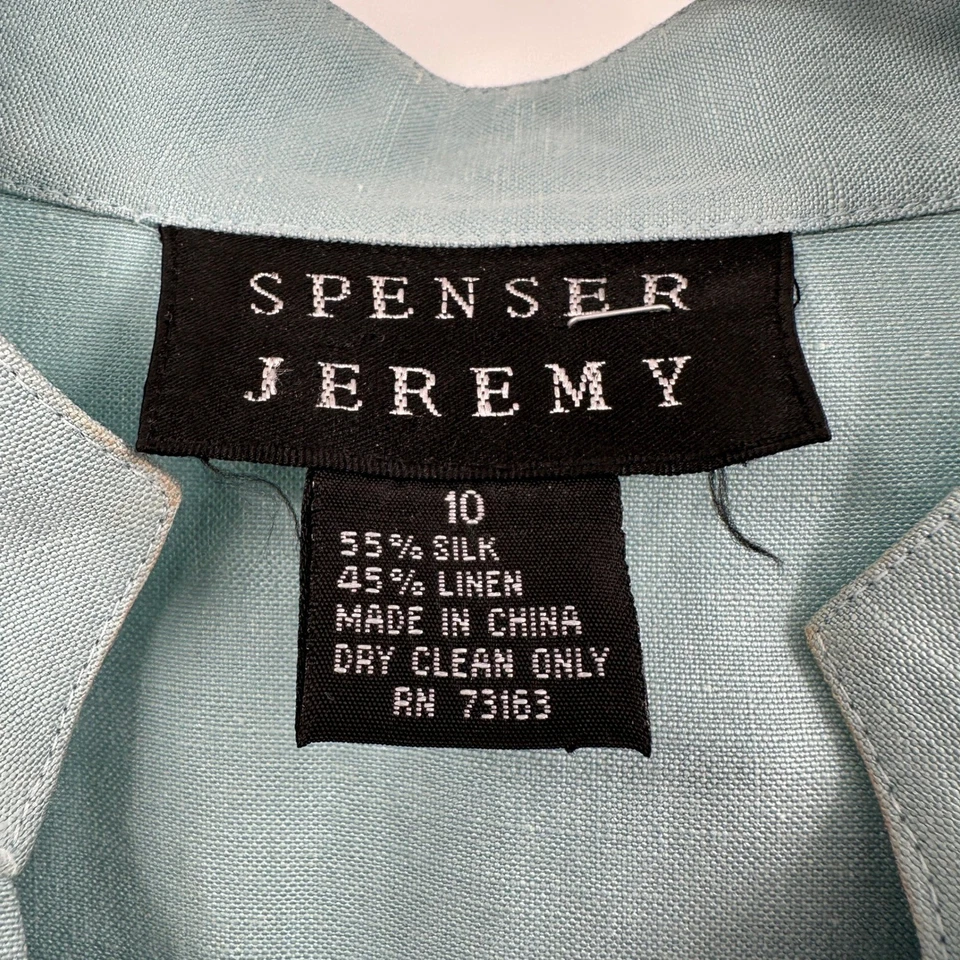 SPENSER
JEREMY
10
55% SILK
45% LINEN
MADE IN CHINA
DRY CLEAN ONLY
RN 73163